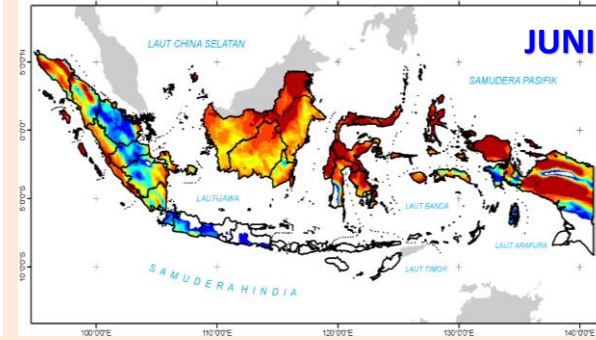 JUNI
LAUT CHINA SELATAN
SAMUDERA PASIFIK
LAUT JAWA
LAUT BANDA
LAUT ARAFURA
LAUT TIMOR
SAMUDERA HINDIA
5°0'0"N
0°0'0"
5°0'0"S
10°0'0"S
100°0'0"E
110°0'0"E
120°0'0"E
130°0'0"E
140°0'0"E